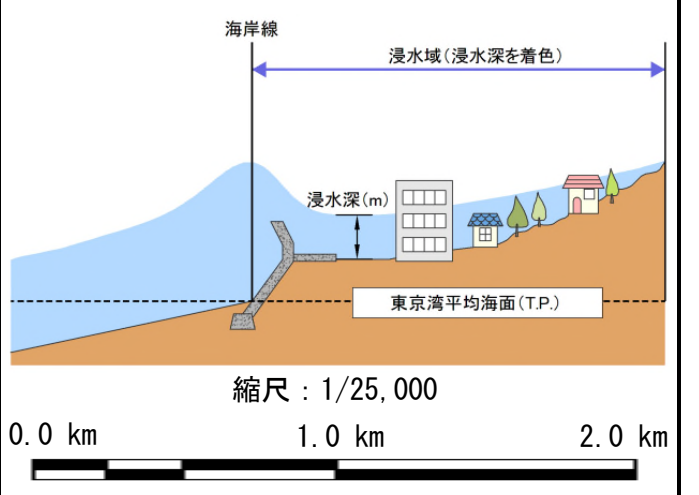 海岸線
浸水域(浸水深を着色)
浸水深(m)
東京湾平均海面(T.P.)
縮尺:1/25,000
0.0 km 1.0 km 2.0 km